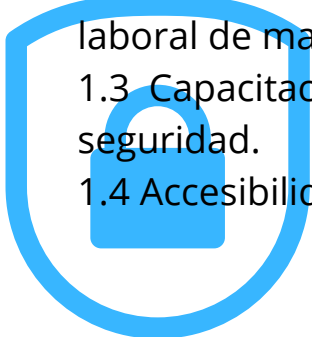 laboral de ma
1.3 Capacitac
seguridad.
1.4 Accesibilid